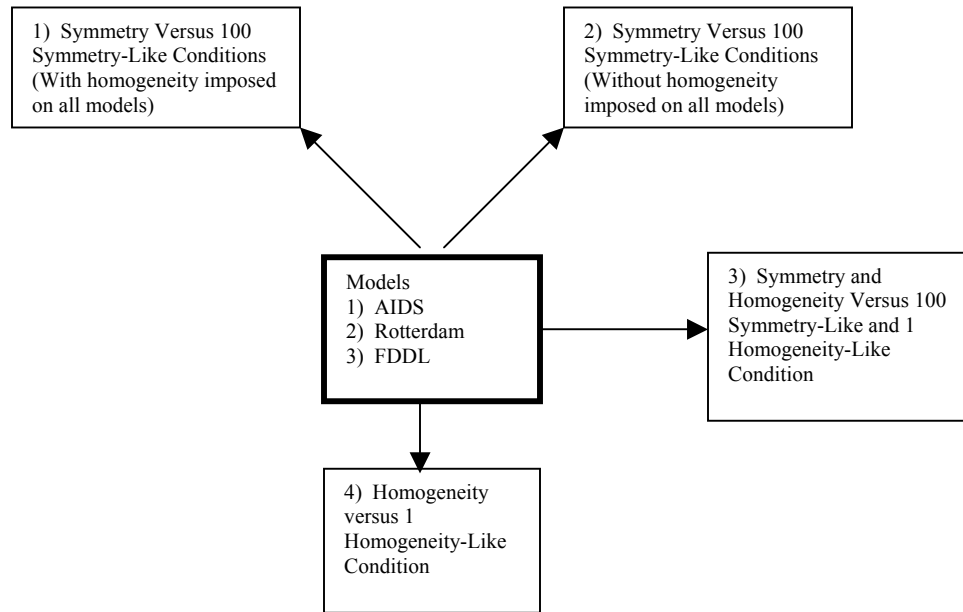 1) Symmetry Versus 100
Symmetry-Like Conditions
(With homogeneity imposed
on all models)
2) Symmetry Versus 100
Symmetry-Like Conditions
(Without homogeneity
imposed on all models)
Models
1) AIDS
2) Rotterdam
3) FDDL
3) Symmetry and
Homogeneity Versus 100
Symmetry-Like and 1
Homogeneity-Like
Condition
4) Homogeneity
versus 1
Homogeneity-Like
Condition